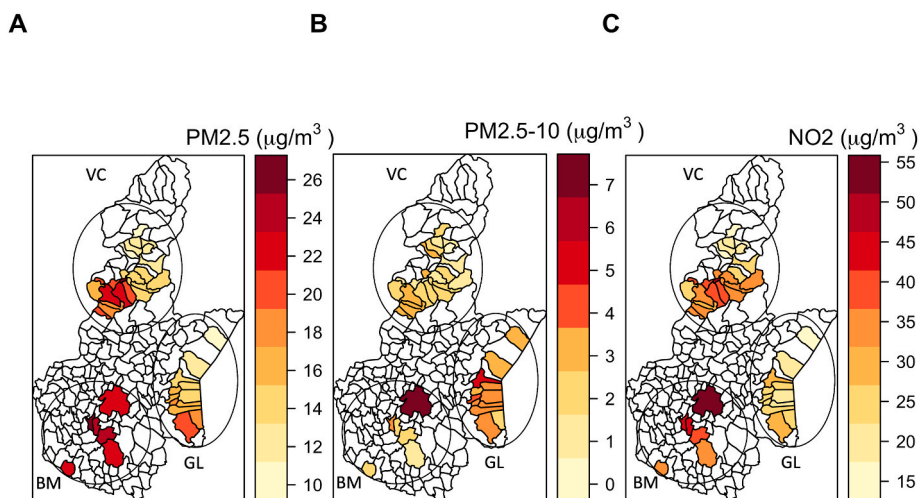 A
B
C
PM2.5 (μg/m³)
PM2.5-10 (μg/m³)
NO2 (μg/m³)
VC
GL
BM
26
24
22
20
18
16
14
12
10
VC
GL
BM
7
6
5
4
3
2
1
0
VC
GL
BM
55
50
45
40
35
30
25
20
15